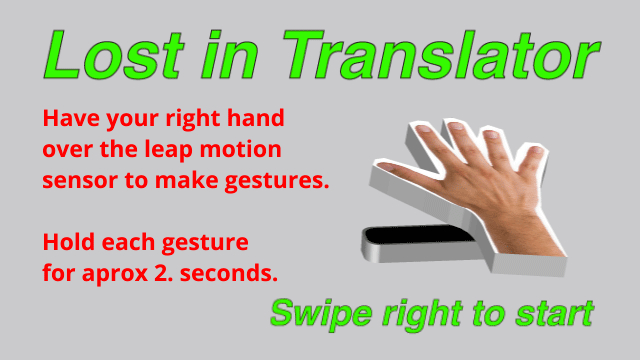 Lost in Translator
Have your right hand
over the leap motion
sensor to make gestures.
Hold each gesture
for aprox 2. seconds.
Swipe right to start